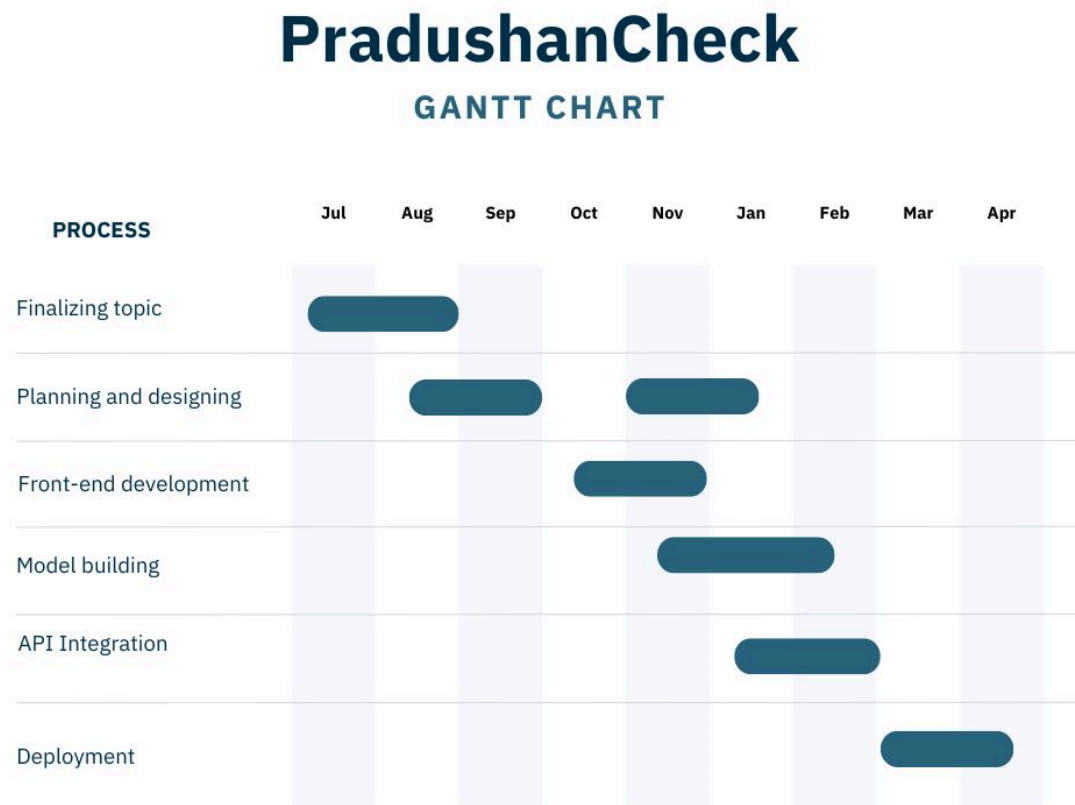 PradushanCheck
GANTT CHART
Jul Aug Sep Oct Nov Jan Feb Mar Apr
PROCESS
Finalizing topic
Planning and designing
Front-end development
Model building
API Integration
Deployment